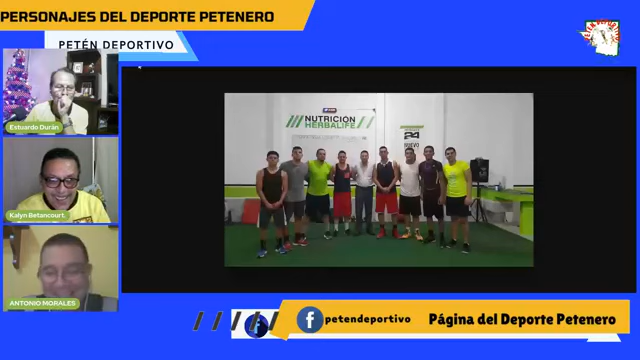 PERSONAJES DEL DEPORTE PETENERO
PETÉN DEPORTIVO
Estuardo Durán
Kalyn Betancourt.
ANTONIO MORALES
NUTRICION
HERBALIFE
24
NUEVO
petendeportivo
Página del Deporte Petenero